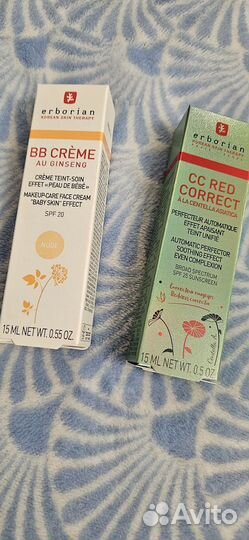 erborian
KOREAN SKIN THERAPY
BB CRÈME
AU GINSENG
CRÈME TEINT-SOIN
EFFET « PEAU DE BÉBÉ »
MAKEUP-CARE FACE CREAM
"BABY SKIN" EFFECT
SPF 20
NUDE
15 ML NET WT. 0.55 OZ.
erborian
KOREAN SKIN THERAPY
CC RED
CORRECT
À LA CENTELLA ASIATICA
PERFECTEUR AUTOMATIQUE
EFFET APAISANT
TEINT UNIFIÉ
AUTOMATIC PERFECTOR
SOOTHING EFFECT
EVEN COMPLEXION
BROAD SPECTRUM
SPF 25 SUNSCREEN
15 ML NET WT. 0.5 OZ.
Avito